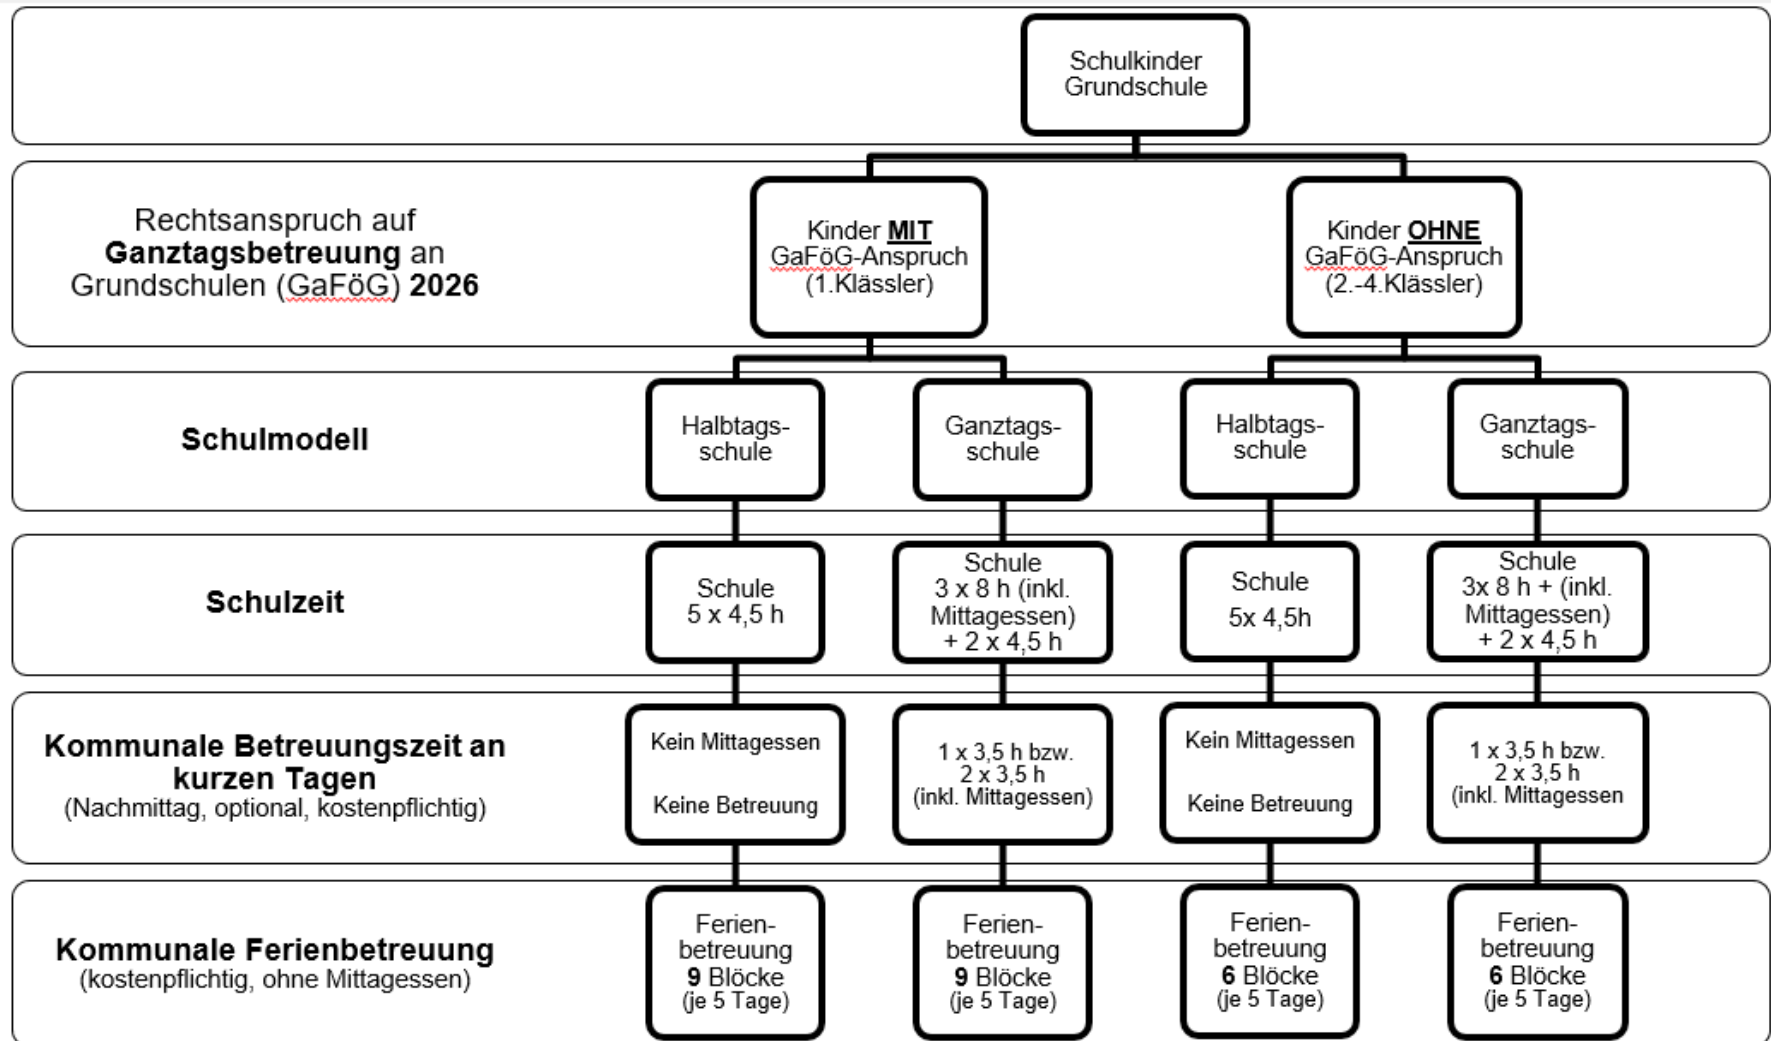 Schulkinder
Grundschule
Rechtsanspruch auf
Ganztagsbetreuung an
Grundschulen (GaFöG) 2026
Kinder MIT
GaFöG-Anspruch
(1.Klässler)
Kinder OHNE
GaFöG-Anspruch
(2.-4.Klässler)
Schulmodell
Halbtags-
schule
Ganztags-
schule
Halbtags-
schule
Ganztags-
schule
Schulzeit
Schule
5 x 4,5 h
Schule
3 x 8 h (inkl.
Mittagessen)
+ 2 x 4,5 h
Schule
5x 4,5h
Schule
3x 8 h + (inkl.
Mittagessen)
+ 2 x 4,5 h
Kommunale Betreuungszeit an
kurzen Tagen
(Nachmittag, optional, kostenpflichtig)
Kein Mittagessen
Keine Betreuung
1 x 3,5 h bzw.
2 x 3,5 h
(inkl. Mittagessen)
Kein Mittagessen
Keine Betreuung
1 x 3,5 h bzw.
2 x 3,5 h
(inkl. Mittagessen
Kommunale Ferienbetreuung
(kostenpflichtig, ohne Mittagessen)
Ferien-
betreuung
9 Blöcke
(je 5 Tage)
Ferien-
betreuung
9 Blöcke
(je 5 Tage)
Ferien-
betreuung
6 Blöcke
(je 5 Tage)
Ferien-
betreuung
6 Blöcke
(je 5 Tage)